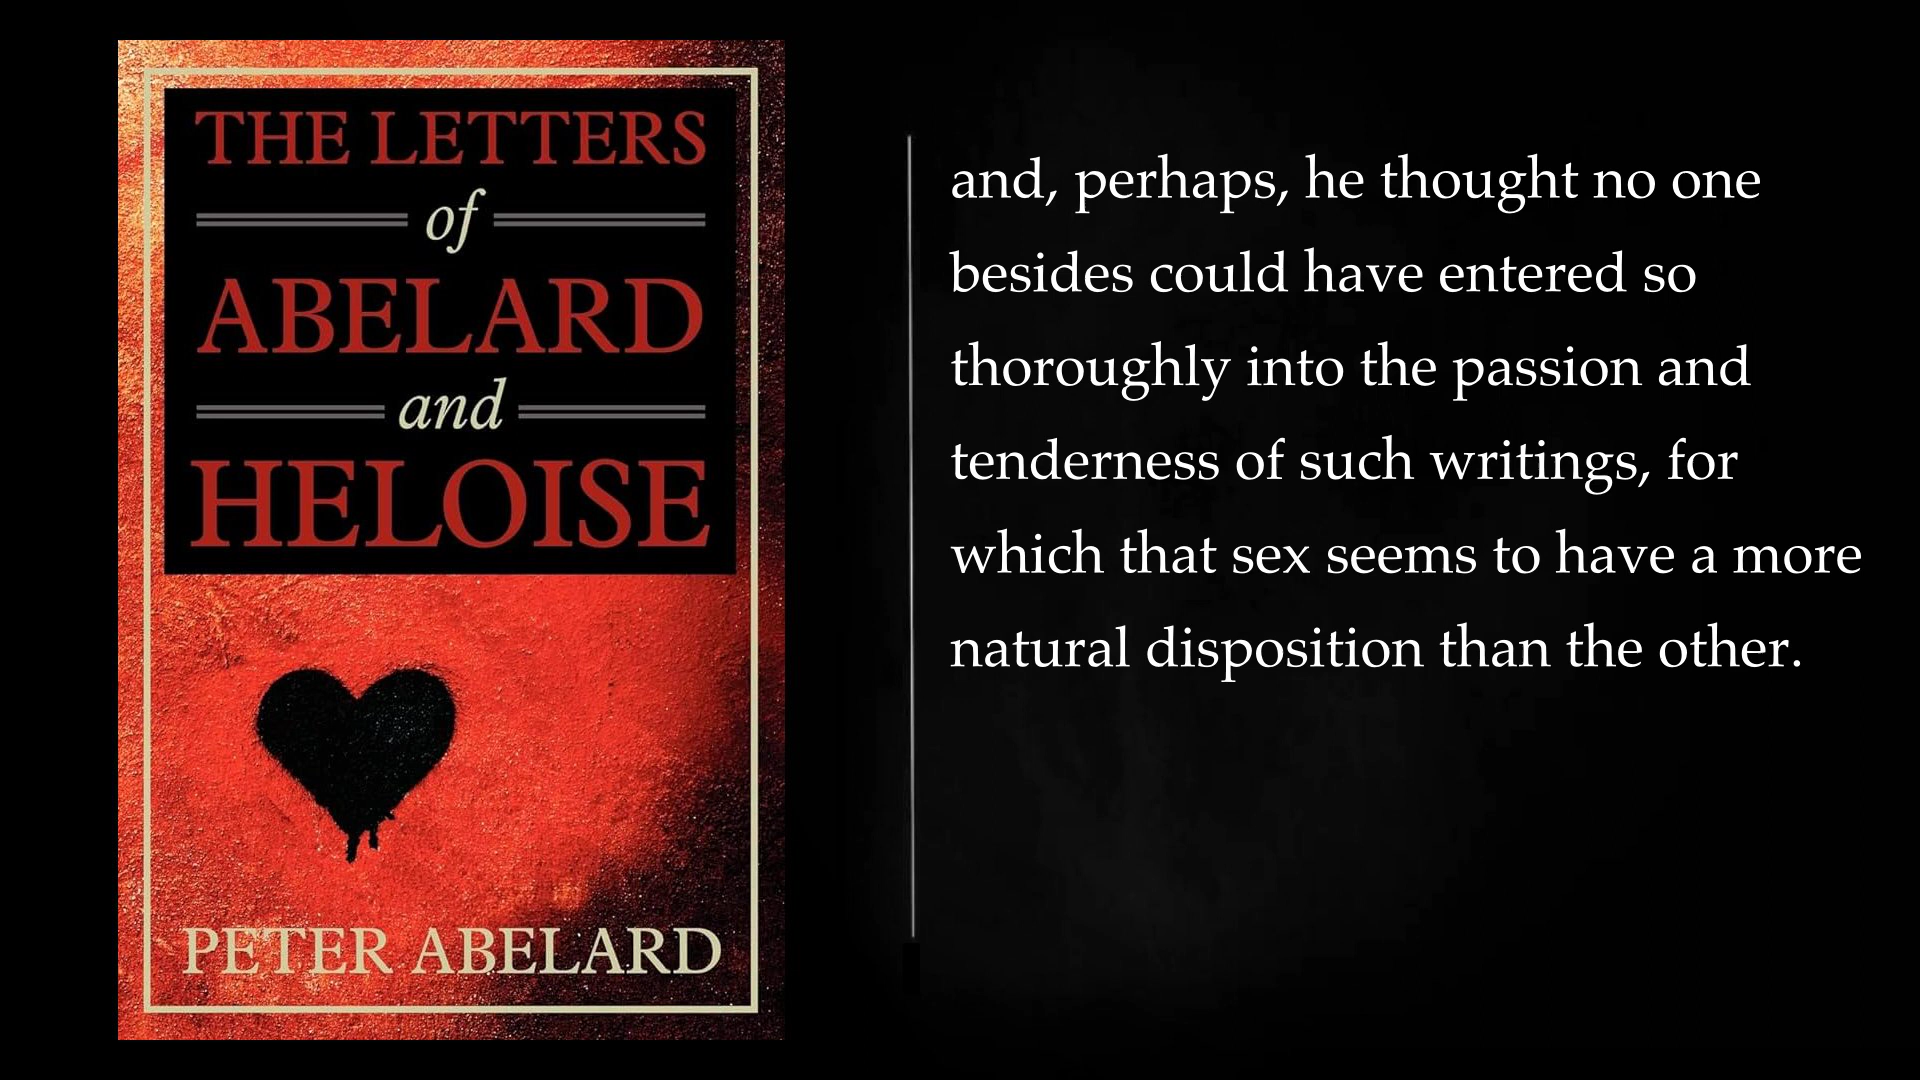 THE LETTERS
of
ABELARD
and
HELOISE
PETER ABELARD
and, perhaps, he thought no one
besides could have entered so
thoroughly into the passion and
tenderness of such writings, for
which that sex seems to have a more
natural disposition than the other.